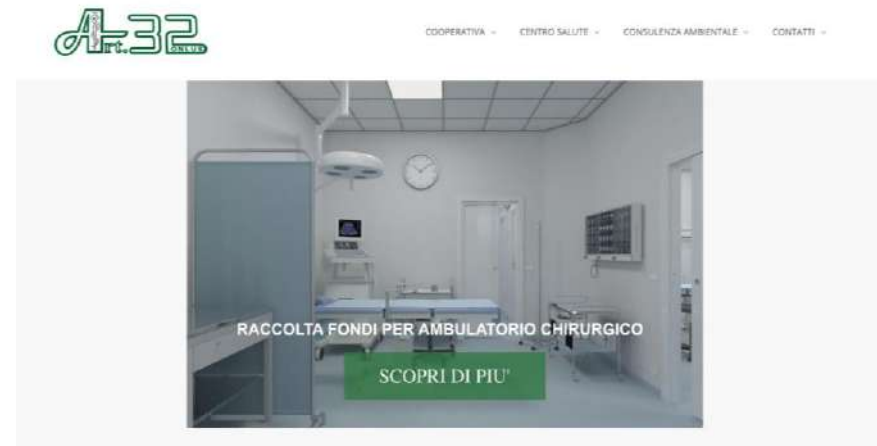 Art.32
ONLUS
COOPERATIVA
CENTRO SALUTE
CONSULENZA AMBIENTALE
CONTATTI
RACCOLTA FONDI PER AMBULATORIO CHIRURGICO
SCOPRI DI PIU'